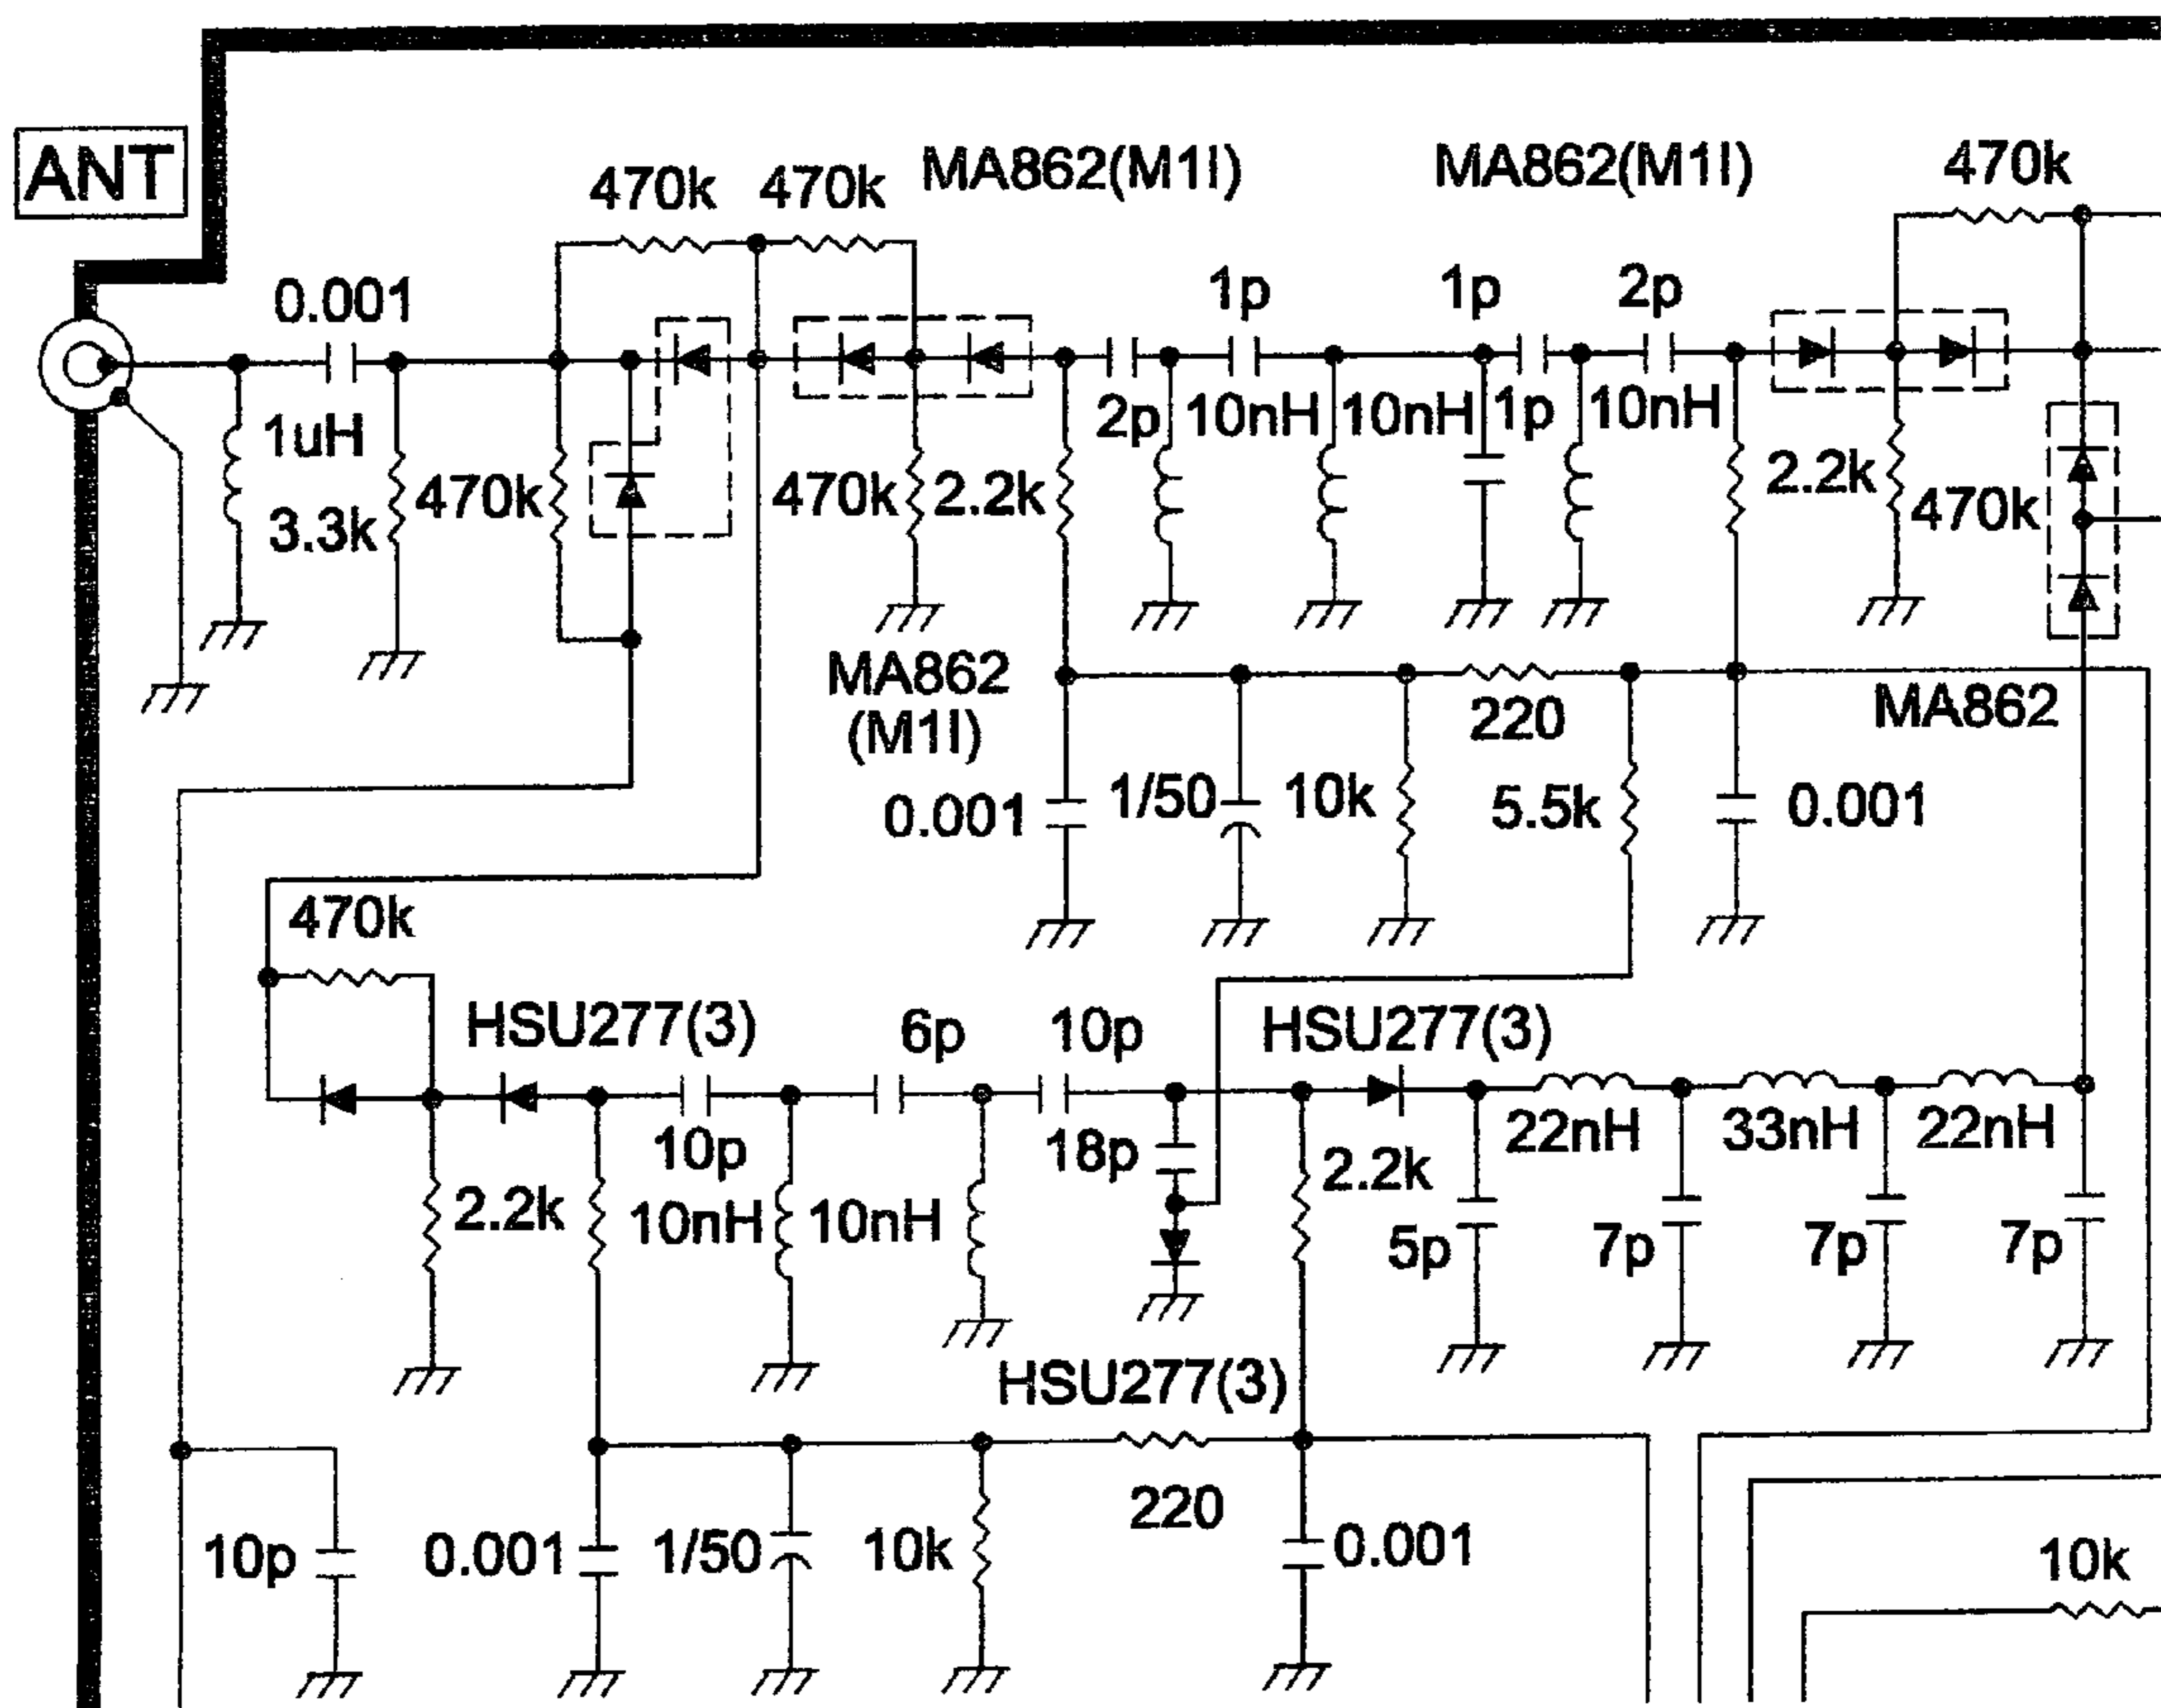 ANT
470k 470k MA862(M1I) MA862(M1I) 470k
0.001 1p 1p 2p
1uH 2p 10nH 10nH 1p 10nH
3.3k 470k 470k 2.2k 2.2k 470k
MA862
(M1I)
220 MA862
0.001 1/50 10k 5.5k 0.001
470k
HSU277(3) 6p 10p HSU277(3)
10p 18p 22nH 33nH 22nH
2.2k 10nH 10nH 2.2k
5p 7p 7p 7p
HSU277(3)
220
10p 0.001 1/50 10k 0.001 10k